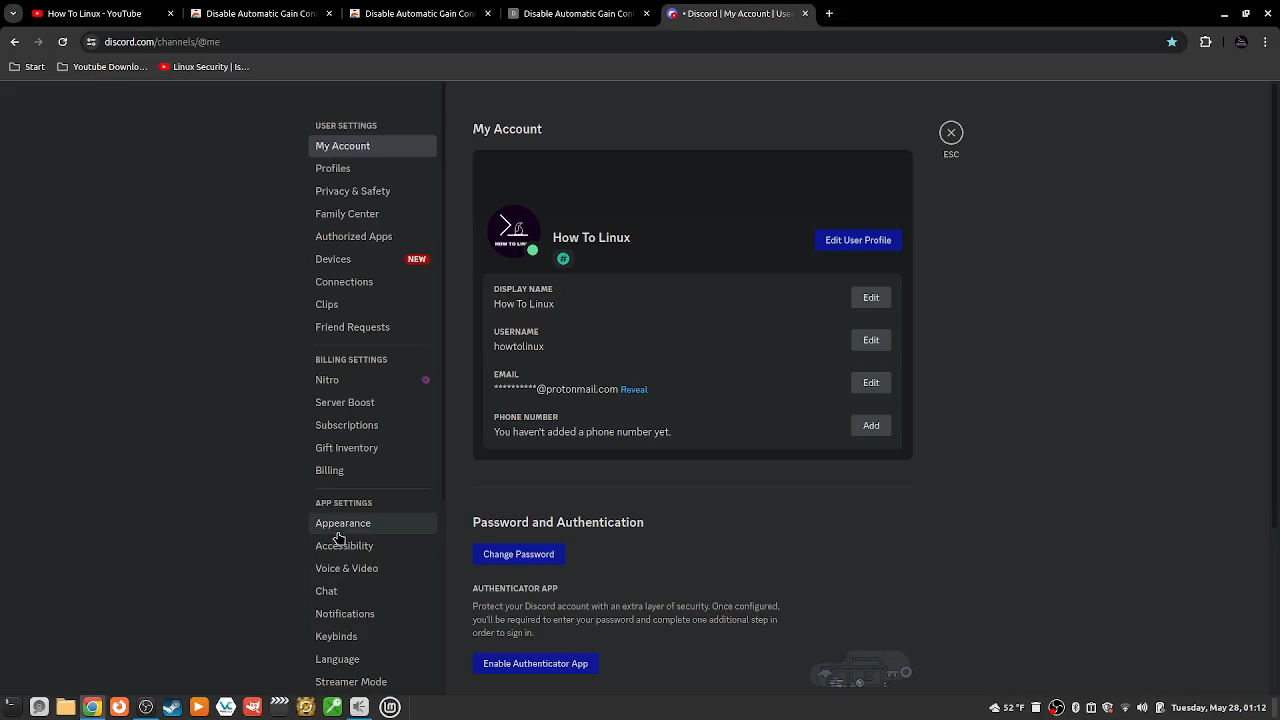 How To Linux - YouTube
Disable Automatic Gain Con
Disable Automatic Gain Con
Disable Automatic Gain Con
• Discord | My Account | Use
discord.com/channels/@me
Start
Youtube Downlo...
Linux Security | Is...
USER SETTINGS
My Account
Profiles
Privacy & Safety
Family Center
Authorized Apps
Devices
NEW
Connections
Clips
Friend Requests
BILLING SETTINGS
Nitro
Server Boost
Subscriptions
Gift Inventory
Billing
APP SETTINGS
Appearance
Accessibility
Voice & Video
Chat
Notifications
Keybinds
Language
Streamer Mode
My Account
ESC
HOW TO LIN
How To Linux
#
Edit User Profile
DISPLAY NAME
How To Linux
Edit
USERNAME
howtolinux
Edit
EMAIL
**********@protonmail.com Reveal
Edit
PHONE NUMBER
You haven't added a phone number yet.
Add
Password and Authentication
Change Password
AUTHENTICATOR APP
Protect your Discord account with an extra layer of security. Once configured,
you'll be required to enter your password and complete one additional step in
order to sign in.
Enable Authenticator App
52 °F
Tuesday, May 28, 01:12